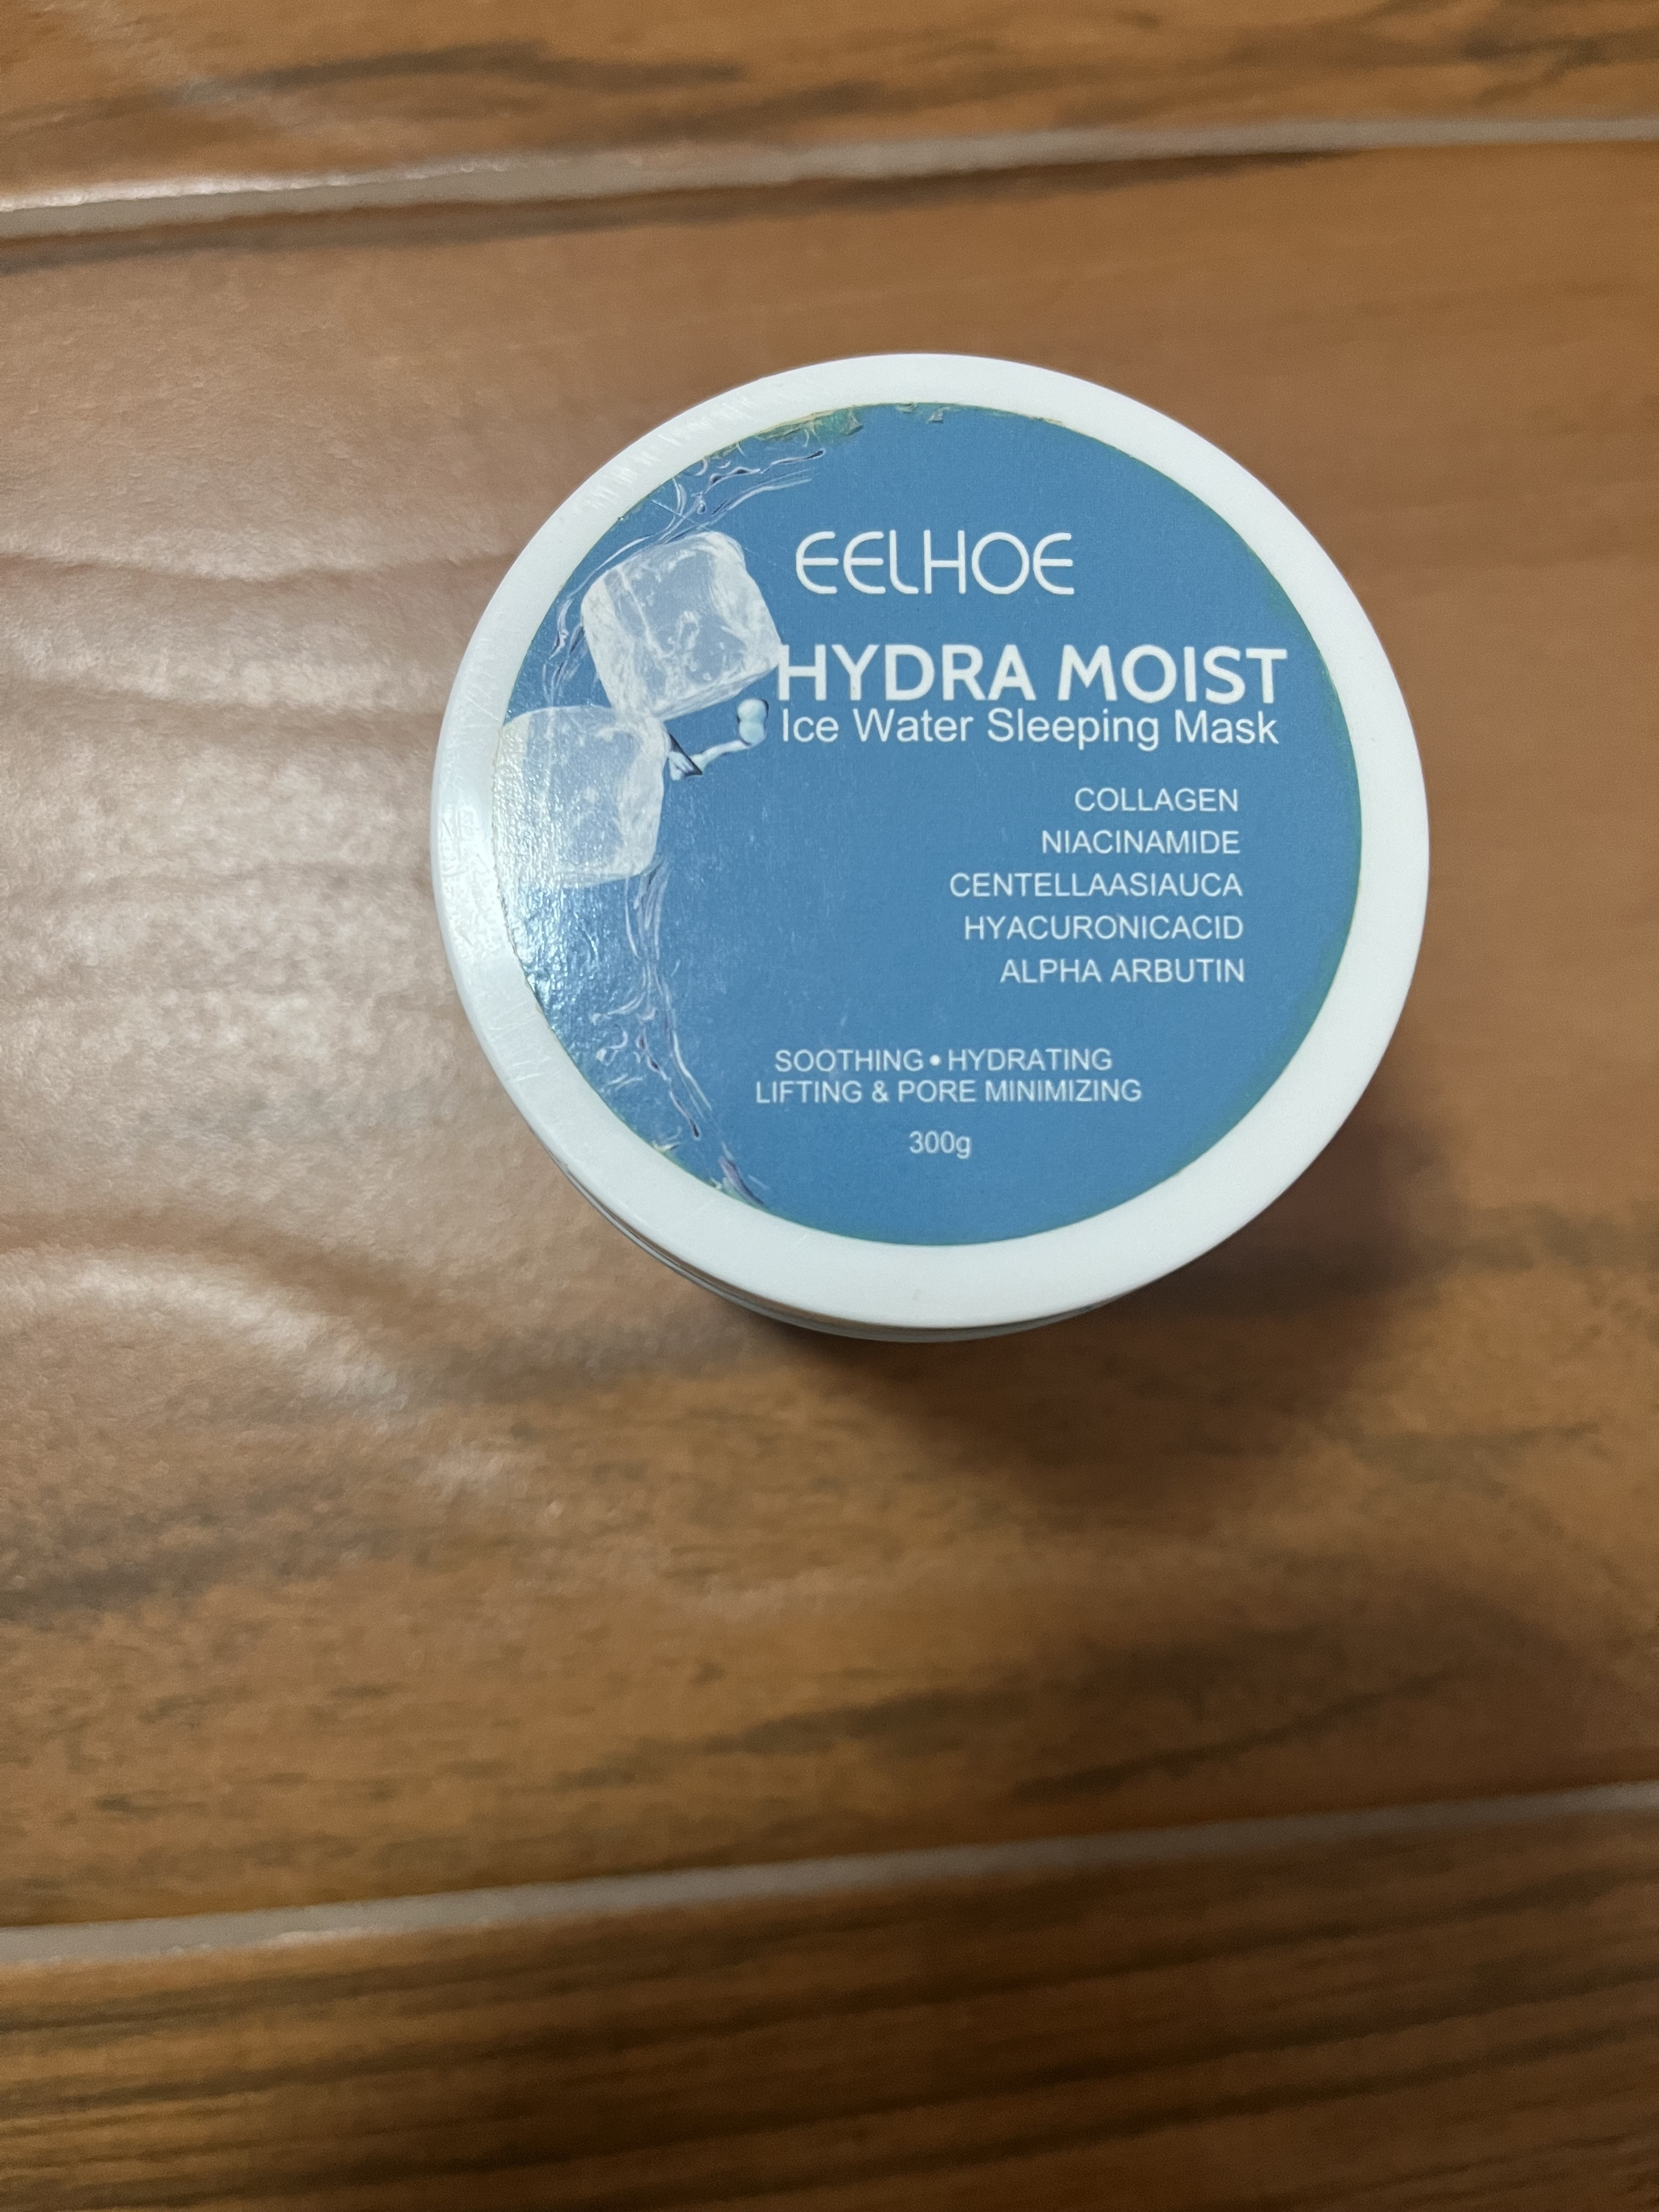 EELHOE
HYDRA MOIST
Ice Water Sleeping Mask
COLLAGEN
NIACINAMIDE
CENTELLAASIAUCA
HYACURONICACID
ALPHA ARBUTIN
SOOTHING • HYDRATING
LIFTING & PORE MINIMIZING
300g